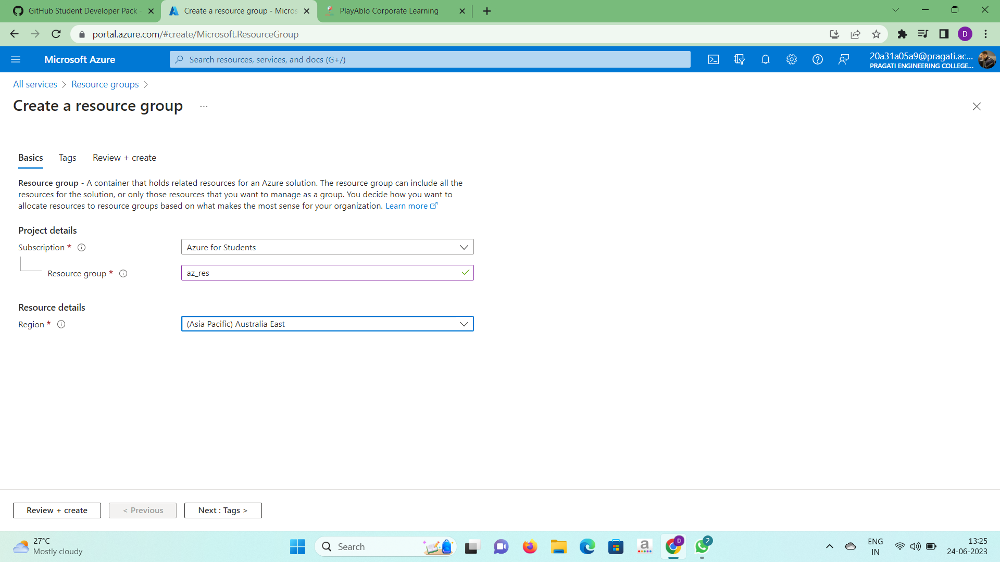 GitHub Student Developer Pack -
Create a resource group - Micros
PlayAblo Corporate Learning
portal.azure.com/#create/Microsoft.ResourceGroup
D
Microsoft Azure
Search resources, services, and docs (G+/)
20a31a05a9@pragati.ac...
PRAGATI ENGINEERING COLLEGE...
All services > Resource groups >
Create a resource group ...
Basics
Tags
Review + create
Resource group - A container that holds related resources for an Azure solution. The resource group can include all the
resources for the solution, or only those resources that you want to manage as a group. You decide how you want to
allocate resources to resource groups based on what makes the most sense for your organization. Learn more
Project details
Subscription *
Azure for Students
Resource group *
az_res
Resource details
Region *
(Asia Pacific) Australia East
Review + create
< Previous
Next : Tags >
27°C
Mostly cloudy
Search
a
D
2
ENG
IN
13:25
24-06-2023